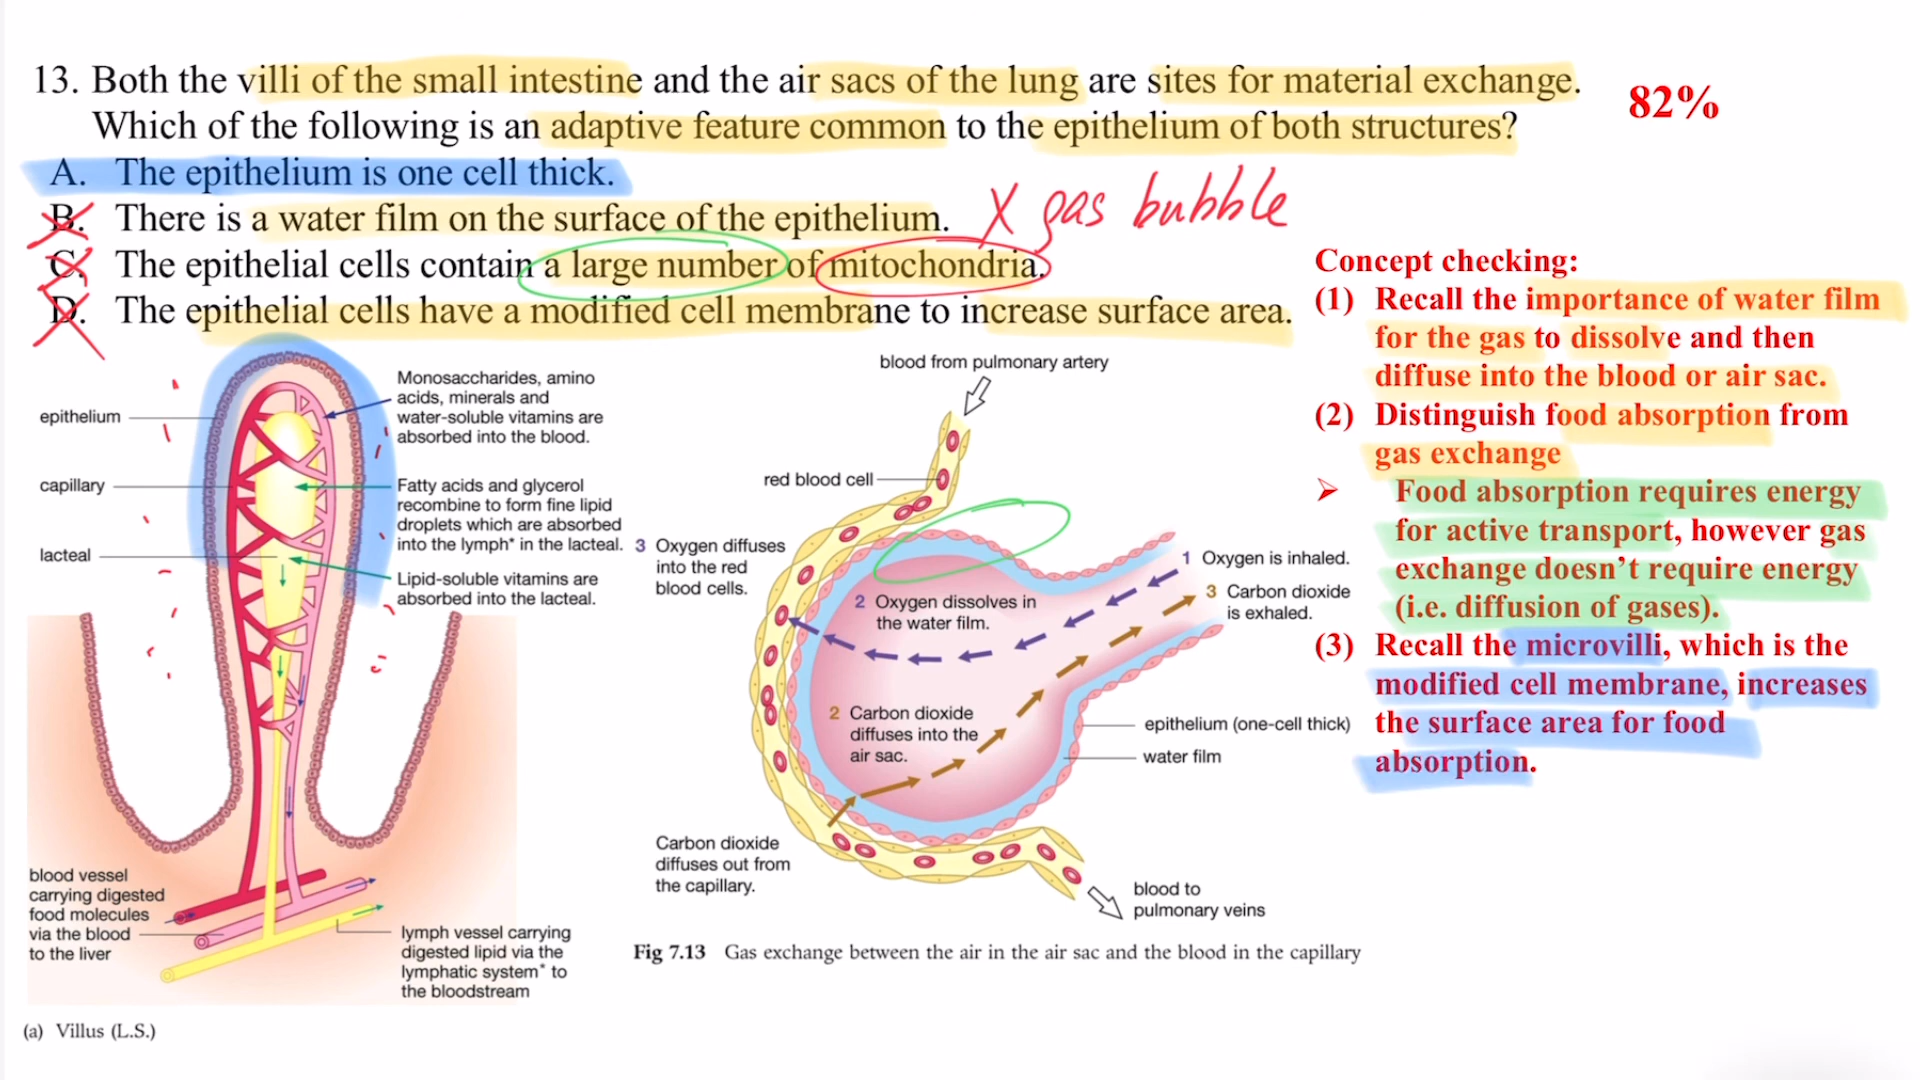 13. Both the villi of the small intestine and the air sacs of the lung are sites for material exchange.
Which of the following is an adaptive feature common to the epithelium of both structures?
82%
A. The epithelium is one cell thick.
B. There is a water film on the surface of the epithelium.
X gas bubble
C. The epithelial cells contain a large number of mitochondria.
D. The epithelial cells have a modified cell membrane to increase surface area.
Concept checking:
(1) Recall the importance of water film
for the gas to dissolve and then
diffuse into the blood or air sac.
(2) Distinguish food absorption from
gas exchange
➢ Food absorption requires energy
for active transport, however gas
exchange doesn’t require energy
(i.e. diffusion of gases).
(3) Recall the microvilli, which is the
modified cell membrane, increases
the surface area for food
absorption.
epithelium
capillary
lacteal
Monosaccharides, amino
acids, minerals and
water-soluble vitamins are
absorbed into the blood.
Fatty acids and glycerol
recombine to form fine lipid
droplets which are absorbed
into the lymph* in the lacteal.
Lipid-soluble vitamins are
absorbed into the lacteal.
blood vessel
carrying digested
food molecules
via the blood
to the liver
lymph vessel carrying
digested lipid via the
lymphatic system* to
the bloodstream
(a) Villus (L.S.)
blood from pulmonary artery
red blood cell
3 Oxygen diffuses
into the red
blood cells.
1 Oxygen is inhaled.
3 Carbon dioxide
is exhaled.
2 Oxygen dissolves in
the water film.
2 Carbon dioxide
diffuses into the
air sac.
epithelium (one-cell thick)
water film
Carbon dioxide
diffuses out from
the capillary.
blood to
pulmonary veins
Fig 7.13 Gas exchange between the air in the air sac and the blood in the capillary